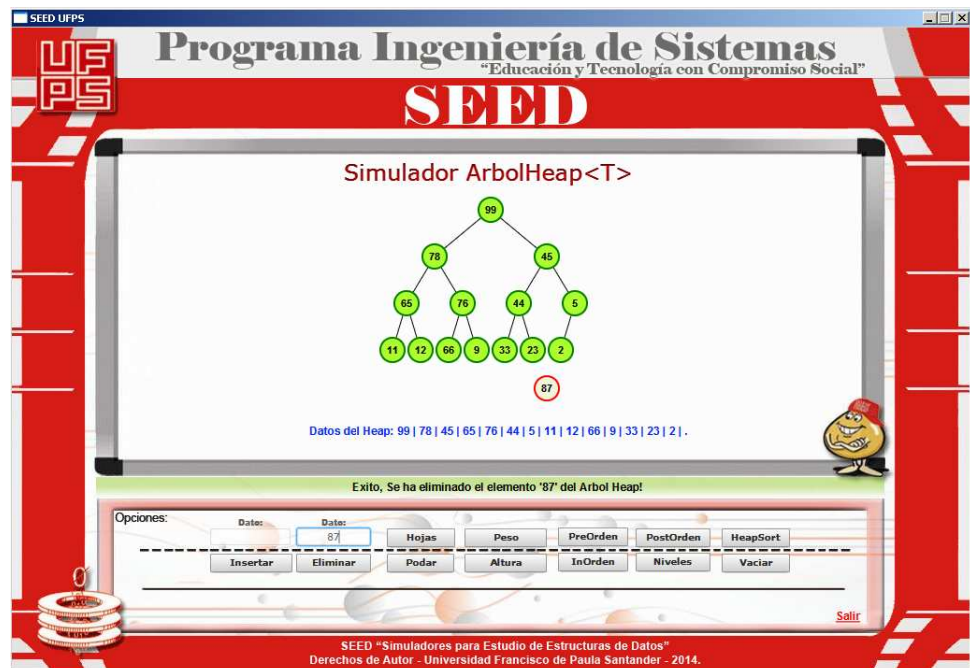 SEED UFPS
UFPS
Programa Ingeniería de Sistemas
“Educación y Tecnología con Compromiso Social”
SEED
Simulador ArbolHeap<T>
99
78 45
65 76 44 5
11 12 66 9 33 23 2
87
Datos del Heap: 99 | 78 | 45 | 65 | 76 | 44 | 5 | 11 | 12 | 66 | 9 | 33 | 23 | 2 | .
Exito, Se ha eliminado el elemento '87' del Arbol Heap!
Opciones:
Dato: Dato:
87 Hojas Peso PreOrden PostOrden HeapSort
Insertar Eliminar Podar Altura InOrden Niveles Vaciar
Salir
SEED “Simuladores para Estudio de Estructuras de Datos”
Derechos de Autor - Universidad Francisco de Paula Santander - 2014.